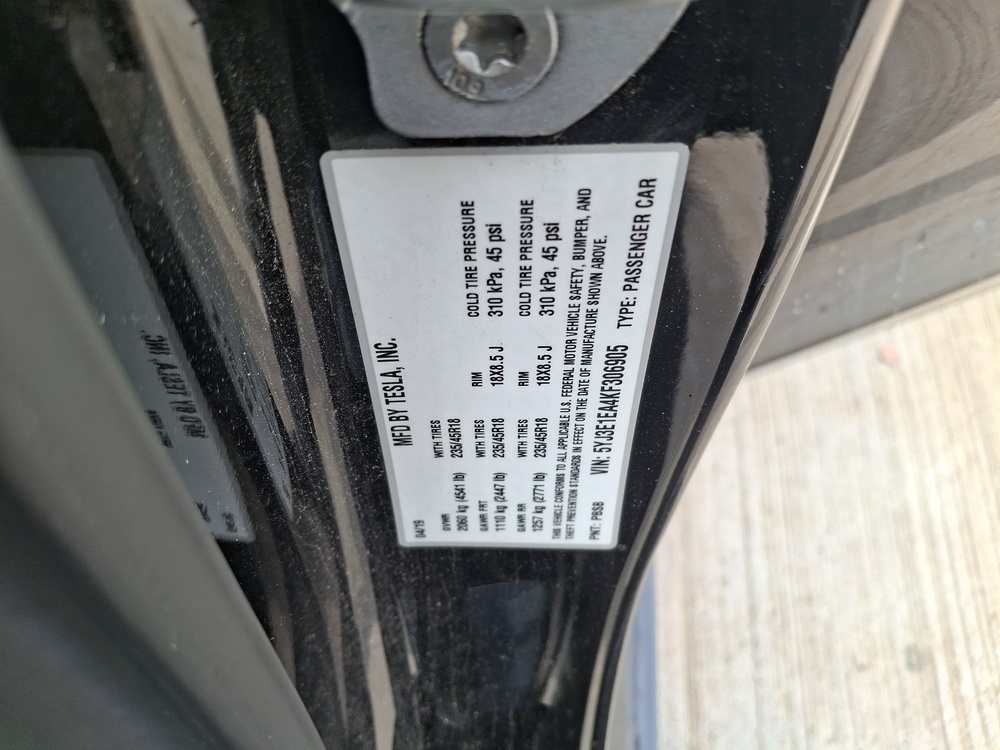 109
MFD BY TESLA, INC.
04/19
GVWR WITH TIRES
2060 kg (4541 lb) 235/45R18
GAWR FRT WITH TIRES RIM COLD TIRE PRESSURE
1110 kg (2447 lb) 235/45R18 18X8.5 J 310 kPa, 45 psi
GAWR RR WITH TIRES RIM COLD TIRE PRESSURE
1257 kg (2771 lb) 235/45R18 18X8.5 J 310 kPa, 45 psi
THIS VEHICLE CONFORMS TO ALL APPLICABLE U.S. FEDERAL MOTOR VEHICLE SAFETY, BUMPER, AND
THEFT PREVENTION STANDARDS IN EFFECT ON THE DATE OF MANUFACTURE SHOWN ABOVE.
PNT: PBSB VIN: 5YJ3E1EA4KF306905 TYPE: PASSENGER CAR